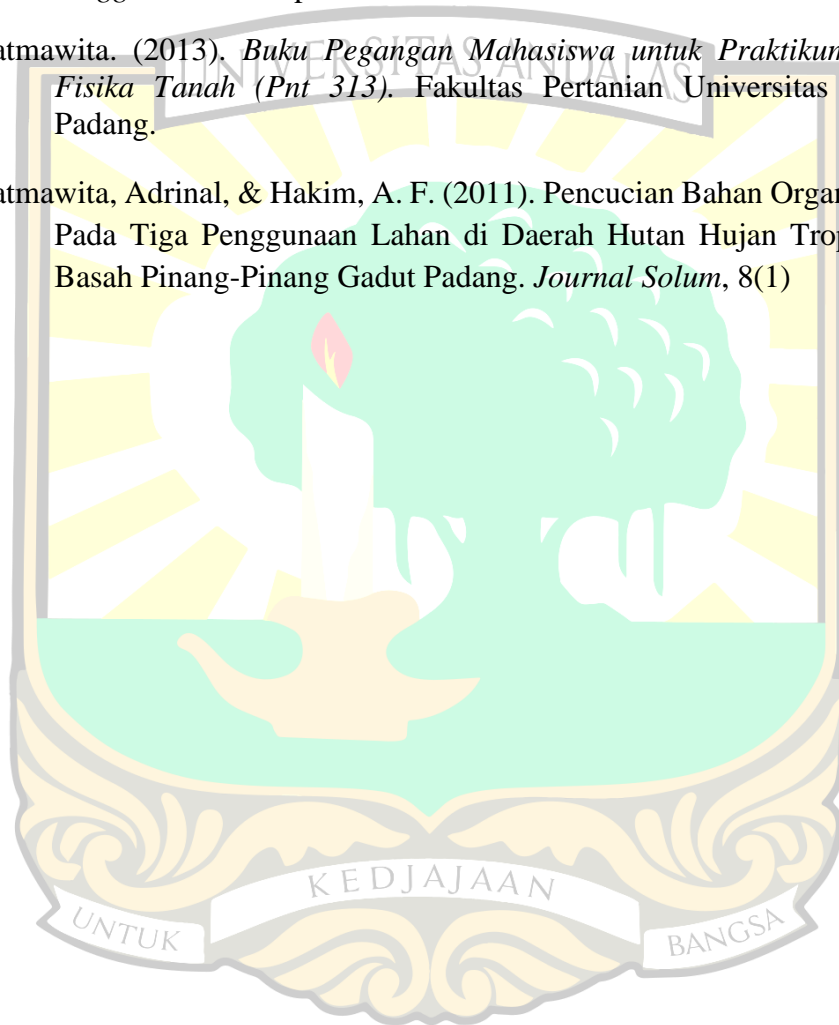 atmawita. (2013). Buku Pegangan Mahasiswa untuk Praktikum
Fisika Tanah (Pnt 313). Fakultas Pertanian Universitas
Padang.
atmawita, Adrinal, & Hakim, A. F. (2011). Pencucian Bahan Organ
Pada Tiga Penggunaan Lahan di Daerah Hutan Hujan Trop
Basah Pinang-Pinang Gadut Padang. Journal Solum, 8(1)
UNIVERSITAS ANDALAS
KEDJAJAAN
UNTUK
BANGSA